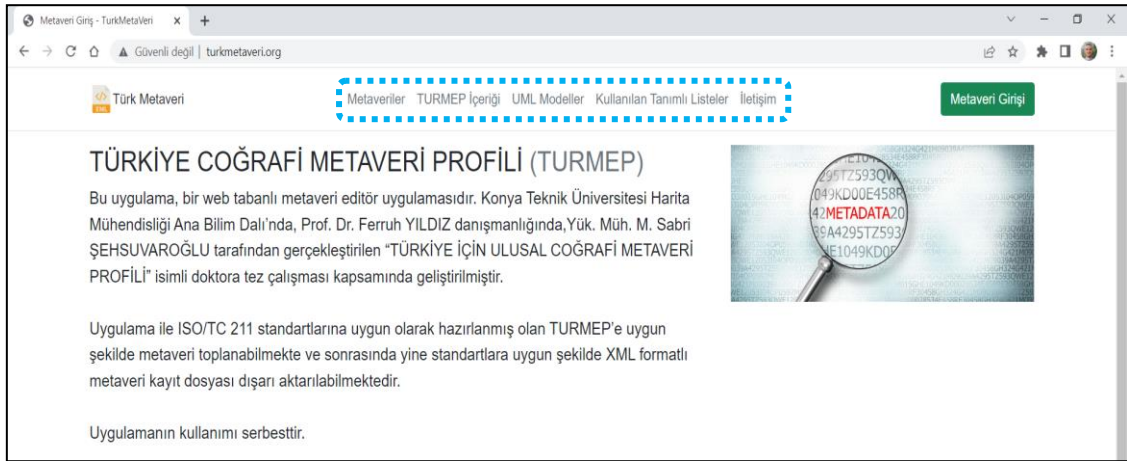 Metaveri Giriş - TurkMetaVeri
Güvenli değil | turkmetaveri.org
Türk Metaveri
Metaveriler TURMEP İçeriği UML Modeller Kullanılan Tanımlı Listeler İletişim
Metaveri Girişi
TÜRKİYE COĞRAFİ METAVERİ PROFİLİ (TURMEP)
Bu uygulama, bir web tabanlı metaveri editör uygulamasıdır. Konya Teknik Üniversitesi Harita
Mühendisliği Ana Bilim Dalı'nda, Prof. Dr. Ferruh YILDIZ danışmanlığında,Yük. Müh. M. Sabri
ŞEHSUVAROĞLU tarafından gerçekleştirilen “TÜRKİYE İÇİN ULUSAL COĞRAFİ METAVERİ
PROFİLİ” isimli doktora tez çalışması kapsamında geliştirilmiştir.
Uygulama ile ISO/TC 211 standartlarına uygun olarak hazırlanmış olan TURMEP’e uygun
şekilde metaveri toplanabilmekte ve sonrasında yine standartlara uygun şekilde XML formatlı
metaveri kayıt dosyası dışarı aktarılabilmektedir.
Uygulamanın kullanımı serbesttir.
295TZ593QW
049KD00E458R
42METADATA20
9A4295TZ593
E1049KD0